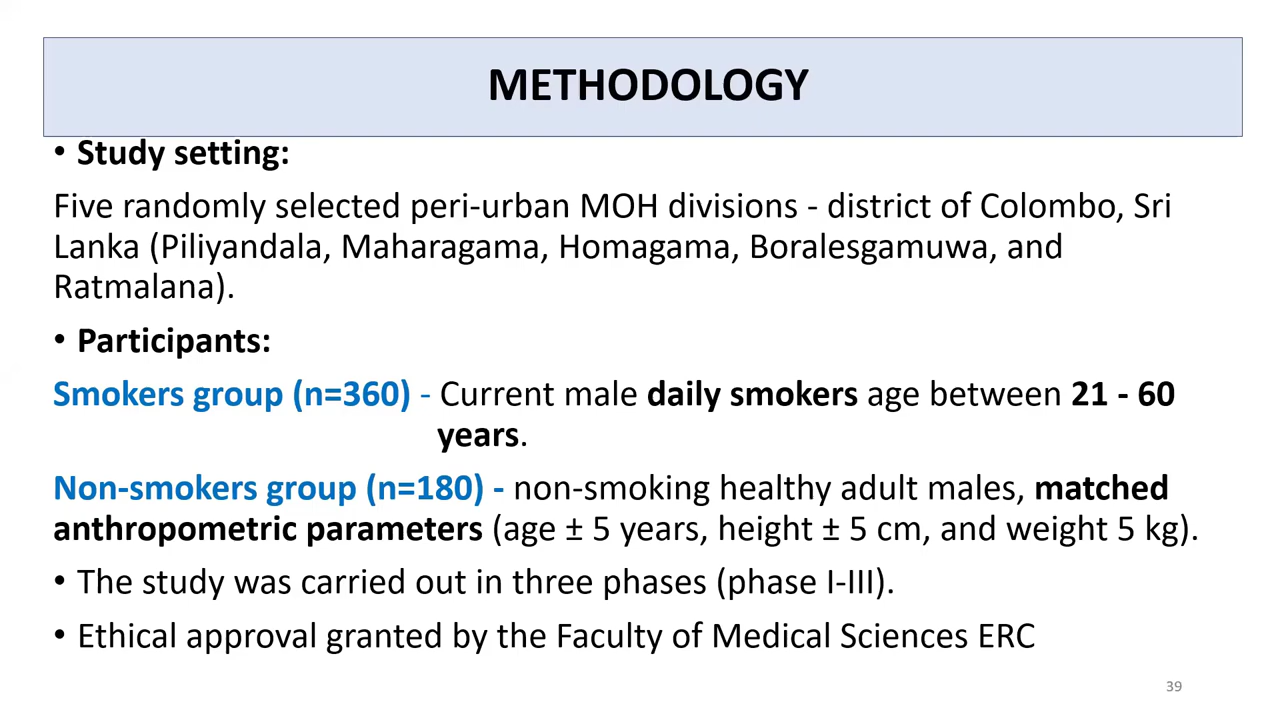 METHODOLOGY
• Study setting:
Five randomly selected peri-urban MOH divisions - district of Colombo, Sri
Lanka (Piliyandala, Maharagama, Homagama, Boralesgamuwa, and
Ratmalana).
• Participants:
Smokers group (n=360) - Current male daily smokers age between 21 - 60
years.
Non-smokers group (n=180) - non-smoking healthy adult males, matched
anthropometric parameters (age ± 5 years, height ± 5 cm, and weight 5 kg).
• The study was carried out in three phases (phase I-III).
• Ethical approval granted by the Faculty of Medical Sciences ERC
39